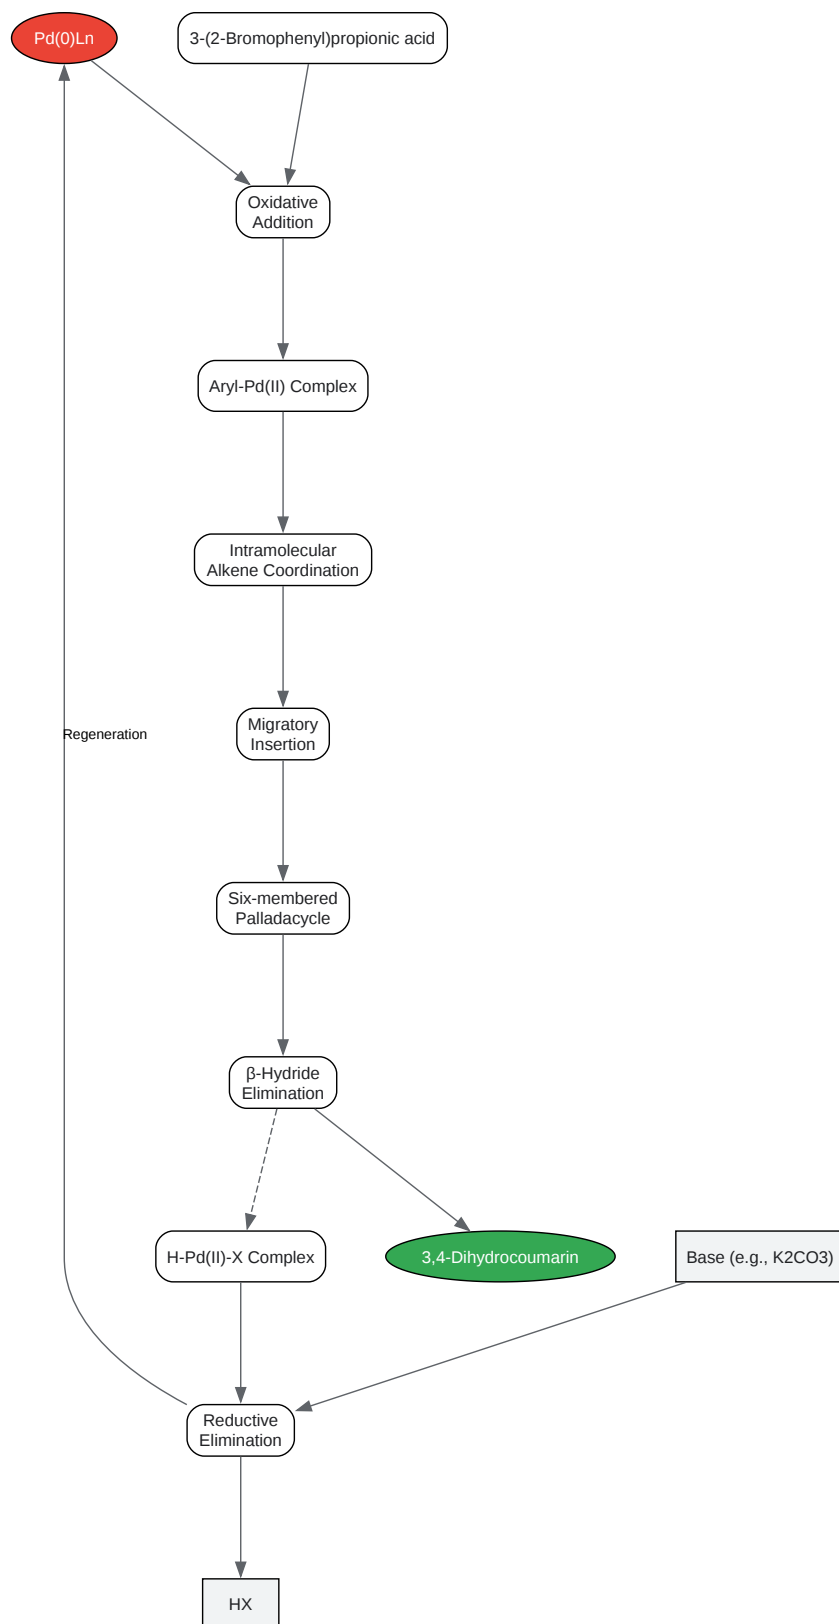 Pd(0)Ln
3-(2-Bromophenyl)propionic acid
Oxidative
Addition
Aryl-Pd(II) Complex
Intramolecular
Alkene Coordination
Migratory
Insertion
Regeneration
Six-membered
Palladacycle
β-Hydride
Elimination
H-Pd(II)-X Complex
3,4-Dihydrocoumarin
Base (e.g., K2CO3)
Reductive
Elimination
HX